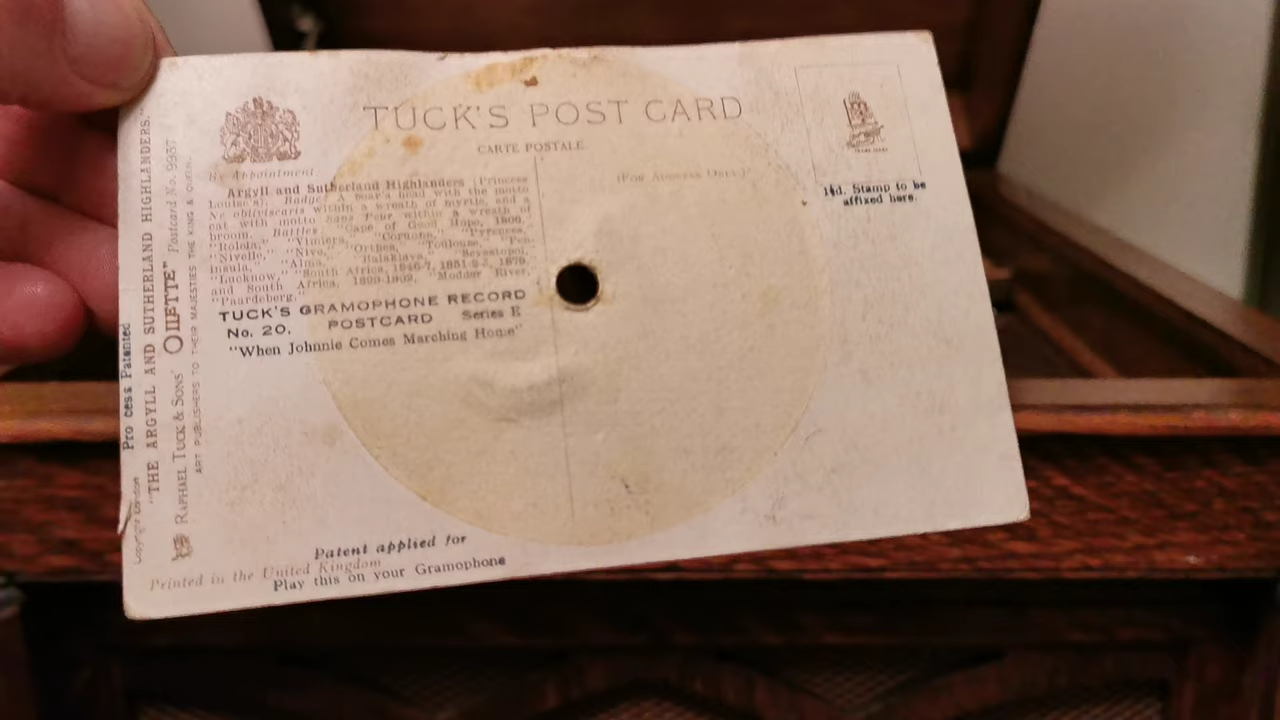 TUCK'S POST CARD
CARTE POSTALE.
(For Address Only.)
1½d. Stamp to be
affixed here.
By Appointment.
Argyll and Sutherland Highlanders (Princess
Louise's). Badge: A boar's head with the motto
Ne obliviscaris within a wreath of myrtle, and a
cat with motto Sans Peur within a wreath of
broom. Battles: "Cape of Good Hope, 1806,"
"Roleia," "Vimiera," "Corunna," "Pyrenees,"
"Nivelle," "Nive," "Orthes," "Toulouse," "Pen-
insula," "Alma," "Balaklava," "Sevastopol,"
"Lucknow," "South Africa, 1846-7, 1851-2-3, 1879,
and South Africa, 1899-1902," "Modder River,"
"Paardeberg."
TUCK'S GRAMOPHONE RECORD
No. 20. POSTCARD Series E
"When Johnnie Comes Marching Home"
Patent applied for
Printed in the United Kingdom
Play this on your Gramophone
Copyright London
Process Patented
"THE ARGYLL AND SUTHERLAND HIGHLANDERS."
RAPHAEL TUCK & SONS' "OILETTE" Postcard No. 9937
ART PUBLISHERS TO THEIR MAJESTIES THE KING & QUEEN.